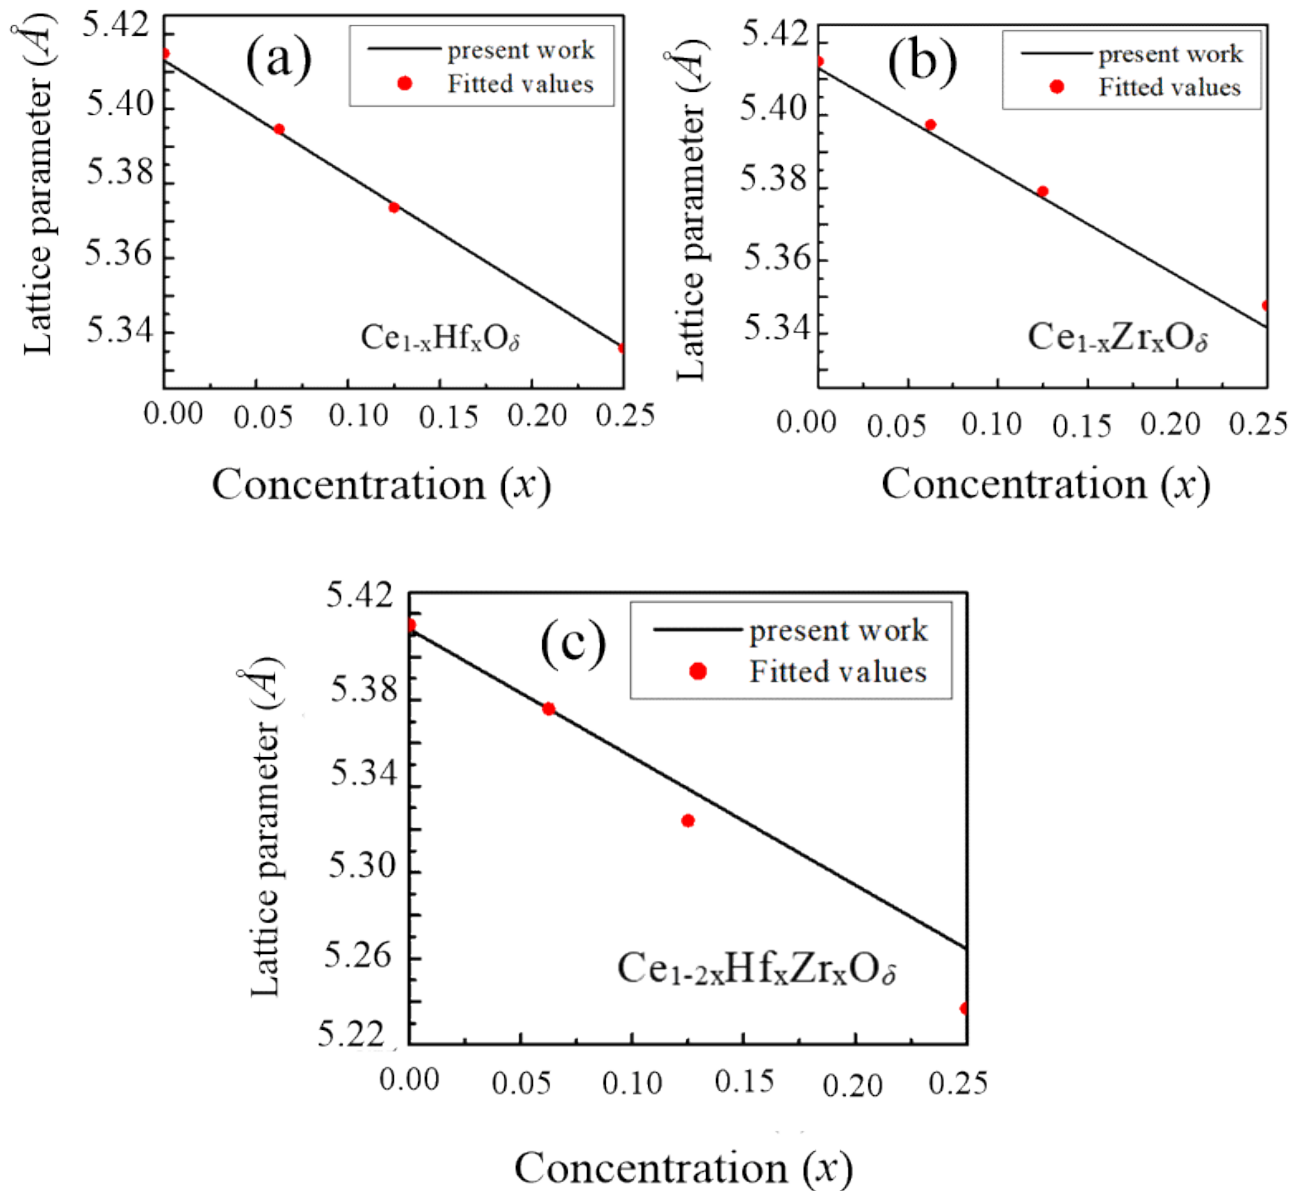 5.42
5.40
5.38
5.36
5.34
Lattice parameter (Å)
(a)
present work
Fitted values
Ce1-xHfxOδ
0.00 0.05 0.10 0.15 0.20 0.25
Concentration (x)
5.42
5.40
5.38
5.36
5.34
Lattice parameter (Å)
(b)
present work
Fitted values
Ce1-xZrxOδ
0.00 0.05 0.10 0.15 0.20 0.25
Concentration (x)
5.42
5.38
5.34
5.30
5.26
5.22
Lattice parameter (Å)
(c)
present work
Fitted values
Ce1-2xHfxZrxOδ
0.00 0.05 0.10 0.15 0.20 0.25
Concentration (x)